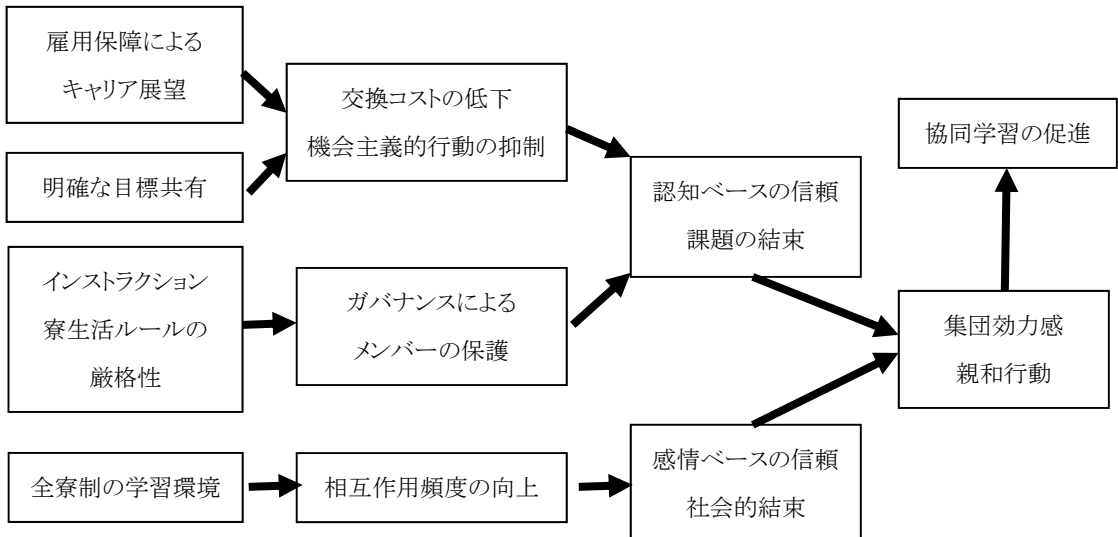 雇用保障による
キャリア展望
明確な目標共有
インストラクション
寮生活ルールの
厳格性
全寮制の学習環境
交換コストの低下
機会主義的行動の抑制
ガバナンスによる
メンバーの保護
相互作用頻度の向上
認知ベースの信頼
課題の結束
感情ベースの信頼
社会的結束
協同学習の促進
集団効力感
親和行動